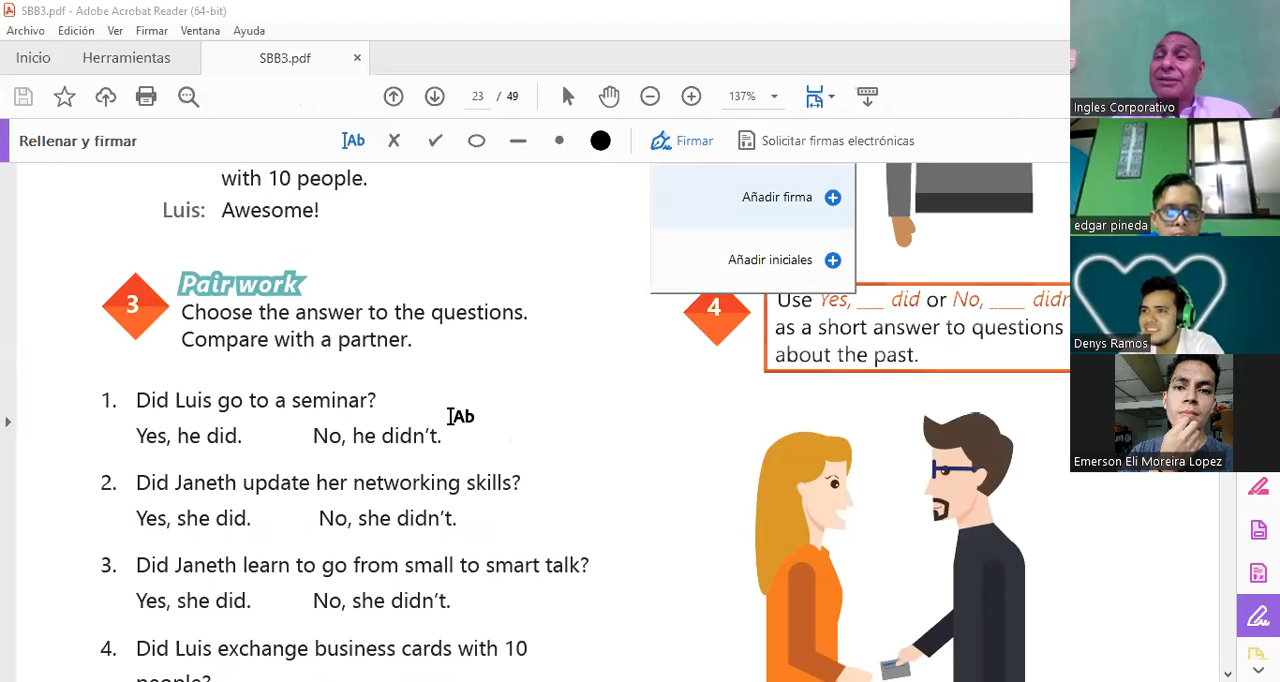 SBB3.pdf - Adobe Acrobat Reader (64-bit)
Archivo Edición Ver Firmar Ventana Ayuda
Inicio Herramientas SBB3.pdf ×
23 / 49 137%
Rellenar y firmar Ab Firmar Solicitar firmas electrónicas
Añadir firma
Añadir iniciales
with 10 people.
Luis: Awesome!
3 Pair work
Choose the answer to the questions.
Compare with a partner.
1. Did Luis go to a seminar?
Yes, he did. No, he didn't.
Ab
2. Did Janeth update her networking skills?
Yes, she did. No, she didn't.
3. Did Janeth learn to go from small to smart talk?
Yes, she did. No, she didn't.
4. Did Luis exchange business cards with 10
people?
4 Use Yes, ___ did or No, ____ didn
as a short answer to questions
about the past.
Ingles Corporativo
edgar pineda
Denys Ramos
Emerson Eli Moreira Lopez